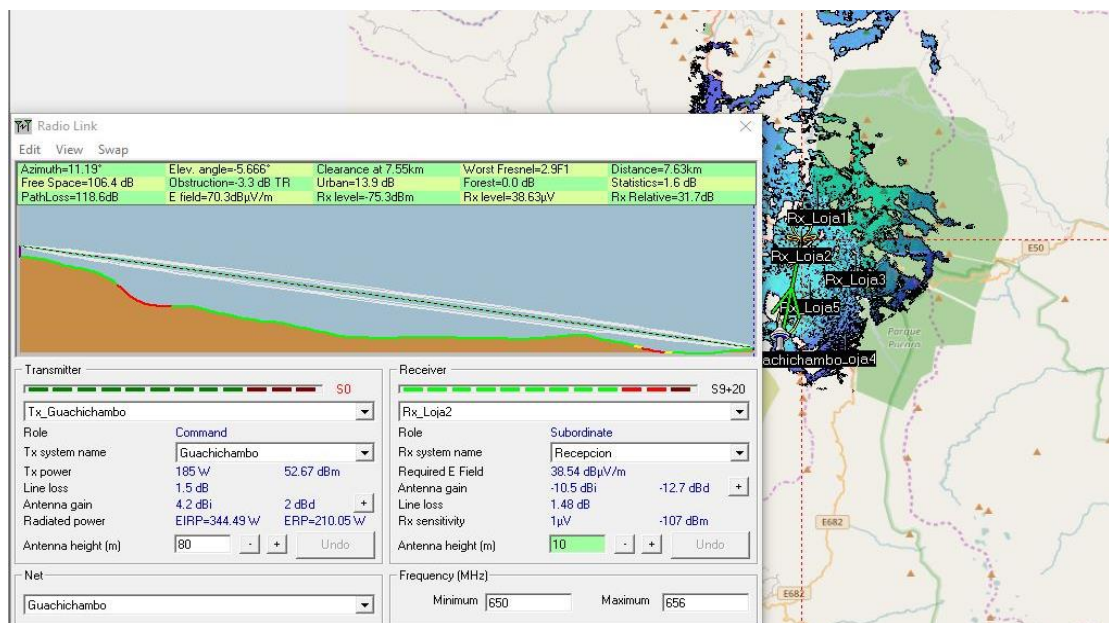 Radio Link
Edit View Swap
Azimuth=11.19° Elev. angle=-5.666° Clearance at 7.55km Worst Fresnel=2.9F1 Distance=7.63km
Free Space=106.4 dB Obstruction=-3.3 dB TR Urban=13.9 dB Forest=0.0 dB Statistics=1.6 dB
PathLoss=118.6dB E field=70.3dBµV/m Rx level=-75.3dBm Rx level=38.63µV Rx Relative=31.7dB
Transmitter
S0
Tx_Guachichambo
Role Command
Tx system name Guachichambo
Tx power 185 W 52.67 dBm
Line loss 1.5 dB
Antenna gain 4.2 dBi 2 dBd +
Radiated power EIRP=344.49 W ERP=210.05 W
Antenna height (m) 80 - + Undo
Net
Guachichambo
Receiver
S9+20
Rx_Loja2
Role Subordinate
Rx system name Recepcion
Required E Field 38.54 dBµV/m
Antenna gain -10.5 dBi -12.7 dBd +
Line loss 1.48 dB
Rx sensitivity 1µV -107 dBm
Antenna height (m) 10 - + Undo
Frequency (MHz)
Minimum 650 Maximum 656
Rx_Loja1
Rx_Loja2
Rx_Loja3
Loja5
achichambo oja4
E50
Parque
E682
E682